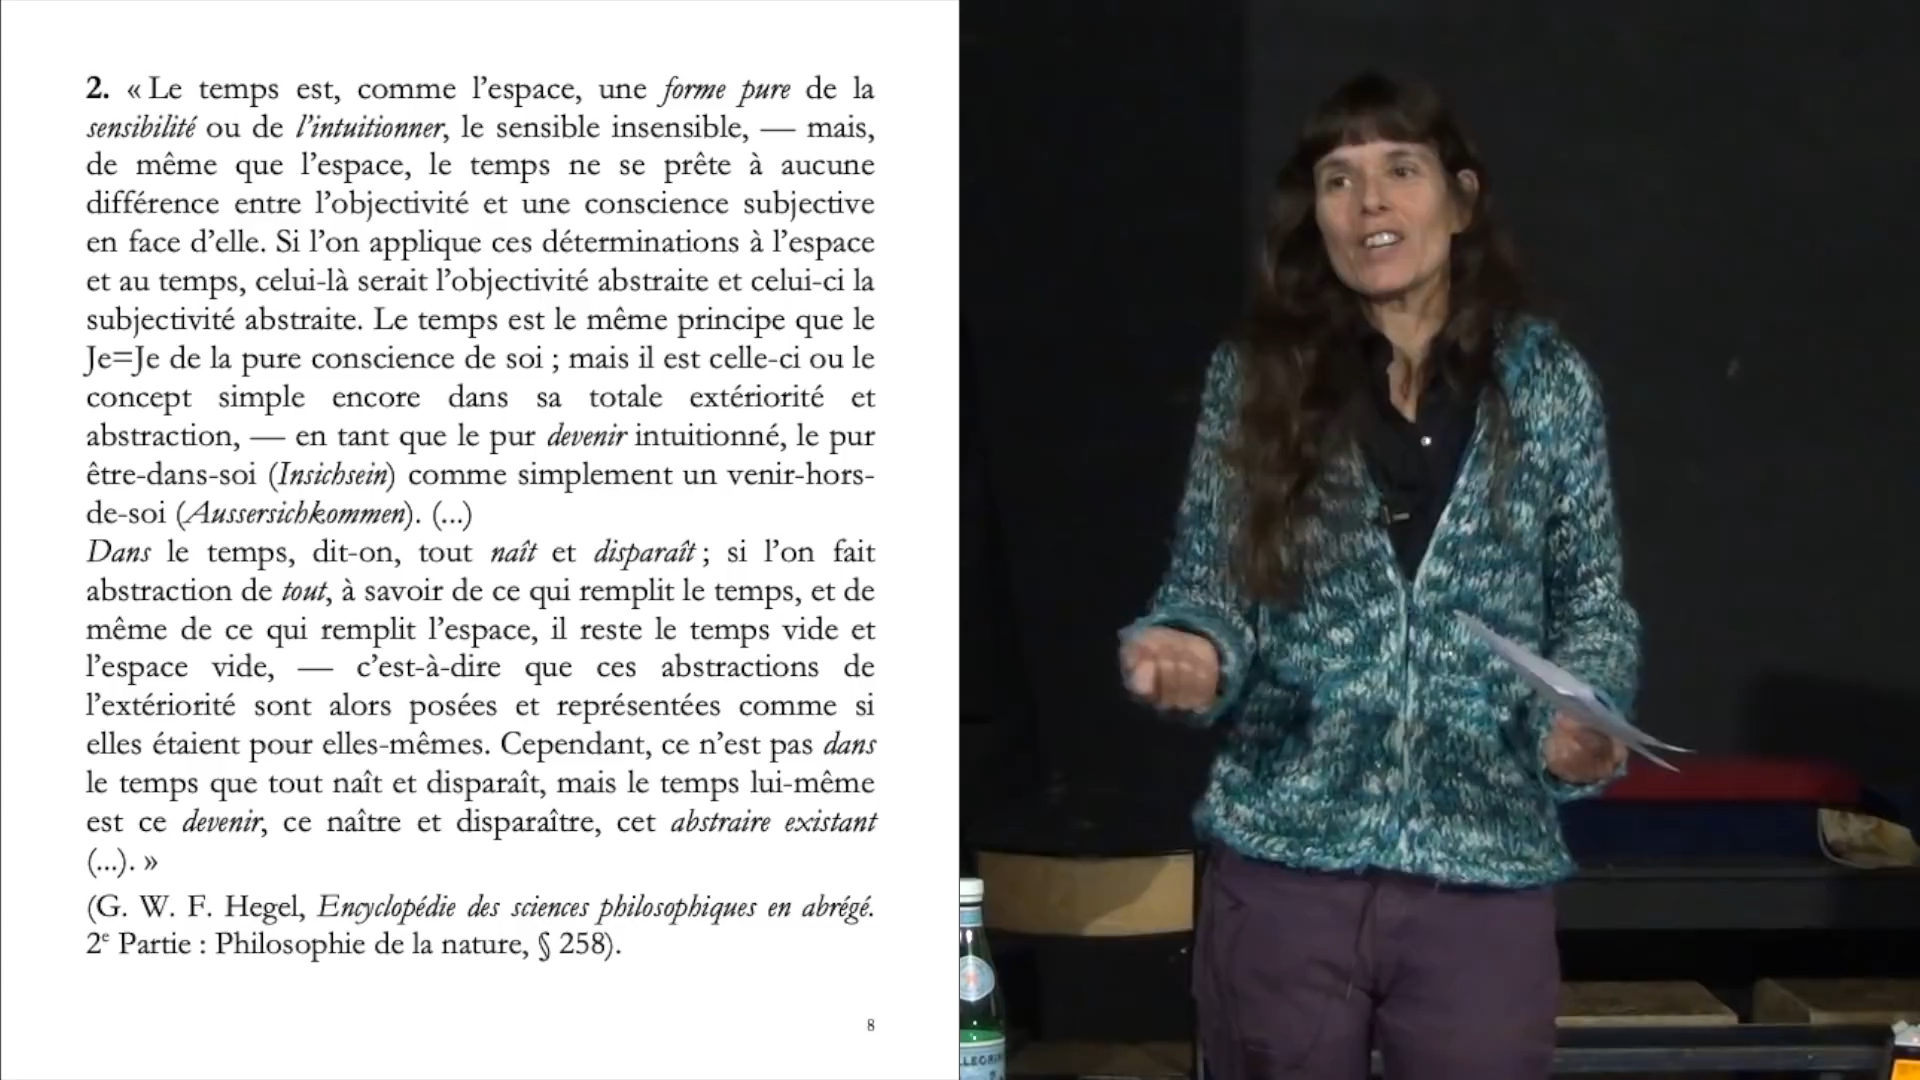 2. « Le temps est, comme l’espace, une forme pure de la
sensibilité ou de l’intuitionner, le sensible insensible, — mais,
de même que l’espace, le temps ne se prête à aucune
différence entre l’objectivité et une conscience subjective
en face d’elle. Si l’on applique ces déterminations à l’espace
et au temps, celui-là serait l’objectivité abstraite et celui-ci la
subjectivité abstraite. Le temps est le même principe que le
Je=Je de la pure conscience de soi ; mais il est celle-ci ou le
concept simple encore dans sa totale extériorité et
abstraction, — en tant que le pur devenir intuitionné, le pur
être-dans-soi (Insichsein) comme simplement un venir-hors-
de-soi (Aussersichkommen). (...)
Dans le temps, dit-on, tout naît et disparaît ; si l’on fait
abstraction de tout, à savoir de ce qui remplit le temps, et de
même de ce qui remplit l’espace, il reste le temps vide et
l’espace vide, — c’est-à-dire que ces abstractions de
l’extériorité sont alors posées et représentées comme si
elles étaient pour elles-mêmes. Cependant, ce n’est pas dans
le temps que tout naît et disparaît, mais le temps lui-même
est ce devenir, ce naître et disparaître, cet abstraire existant
(...). »
(G. W. F. Hegel, Encyclopédie des sciences philosophiques en abrégé.
2e Partie : Philosophie de la nature, § 258).
8